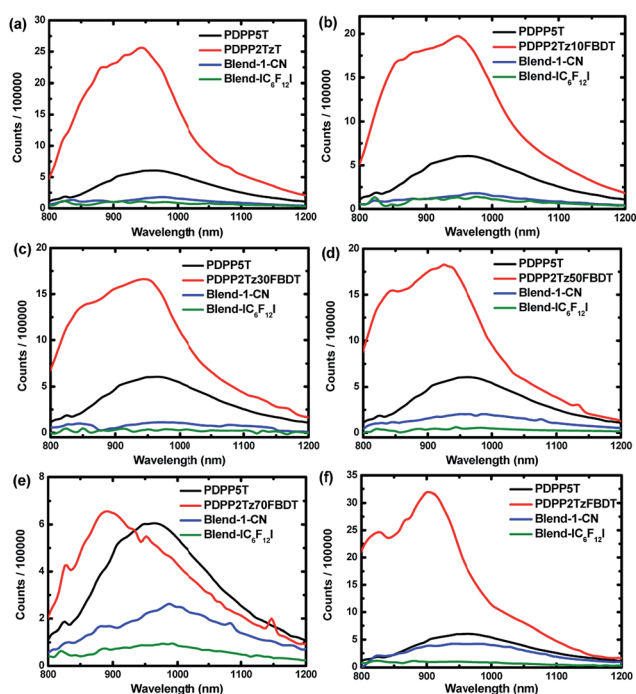 (a)
PDPP5T
PDPP2TzT
Blend-1-CN
Blend-IC₆F₁₂I
Counts / 100000
25
20
15
10
5
0
800 900 1000 1100 1200
Wavelength (nm)
(b)
PDPP5T
PDPP2Tz10FBDT
Blend-1-CN
Blend-IC₆F₁₂I
Counts / 100000
20
15
10
5
0
800 900 1000 1100 1200
Wavelength (nm)
(c)
PDPP5T
PDPP2Tz30FBDT
Blend-1-CN
Blend-IC₆F₁₂I
Counts / 100000
20
15
10
5
0
800 900 1000 1100 1200
Wavelength (nm)
(d)
PDPP5T
PDPP2Tz50FBDT
Blend-1-CN
Blend-IC₆F₁₂I
Counts / 100000
20
15
10
5
0
800 900 1000 1100 1200
Wavelength (nm)
(e)
PDPP5T
PDPP2Tz70FBDT
Blend-1-CN
Blend-IC₆F₁₂I
Counts / 100000
8
6
4
2
0
800 900 1000 1100 1200
Wavelength (nm)
(f)
PDPP5T
PDPP2TzFBDT
Blend-1-CN
Blend-IC₆F₁₂I
Counts / 100000
35
30
25
20
15
10
5
0
800 900 1000 1100 1200
Wavelength (nm)